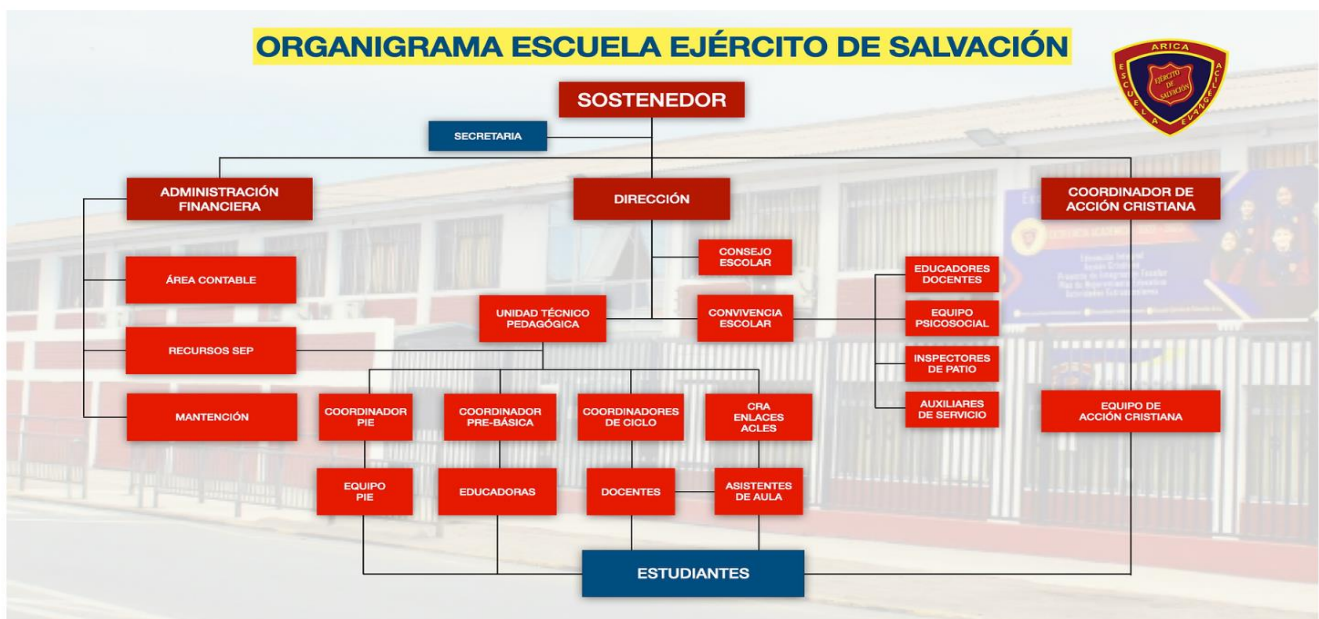 ORGANIGRAMA ESCUELA EJÉRCITO DE SALVACIÓN
ARICA
ESCUELA
EVANGÉLICA
EJÉRCITO
DE
SALVACIÓN
SOSTENEDOR
SECRETARIA
ADMINISTRACIÓN
FINANCIERA
DIRECCIÓN
COORDINADOR DE
ACCIÓN CRISTIANA
CONSEJO
ESCOLAR
ÁREA CONTABLE
EDUCADORES
DOCENTES
UNIDAD TÉCNICO
PEDAGÓGICA
CONVIVENCIA
ESCOLAR
EQUIPO
PSICOSOCIAL
RECURSOS SEP
INSPECTORES
DE PATIO
MANTENCIÓN
COORDINADOR
PIE
COORDINADOR
PRE-BÁSICA
COORDINADORES
DE CICLO
CRA
ENLACES
ACLES
AUXILIARES
DE SERVICIO
EQUIPO DE
ACCIÓN CRISTIANA
EQUIPO
PIE
EDUCADORAS
DOCENTES
ASISTENTES
DE AULA
ESTUDIANTES